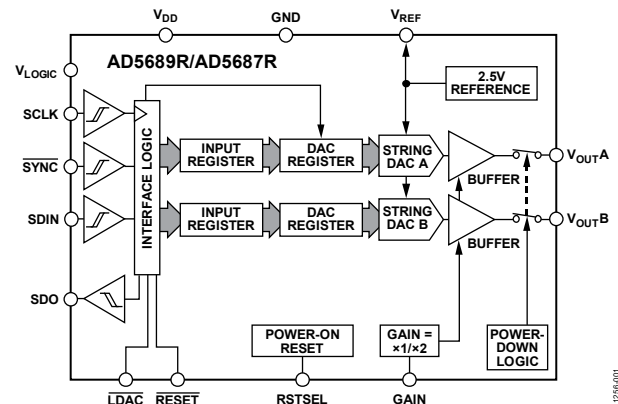 VDD
GND
VREF
AD5689R/AD5687R
VLOGIC
2.5V
REFERENCE
SCLK
SYNC
SDIN
SDO
INTERFACE LOGIC
INPUT
REGISTER
DAC
REGISTER
STRING
DAC A
BUFFER
VOUTA
INPUT
REGISTER
DAC
REGISTER
STRING
DAC B
BUFFER
VOUTB
POWER-ON
RESET
GAIN =
×1/×2
POWER-
DOWN
LOGIC
LDAC
RESET
RSTSEL
GAIN